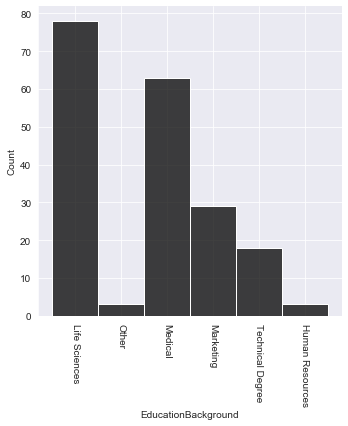 80
70
60
50
40
30
20
10
0
Count
Life Sciences
Other
Medical
Marketing
Technical Degree
Human Resources
EducationBackground